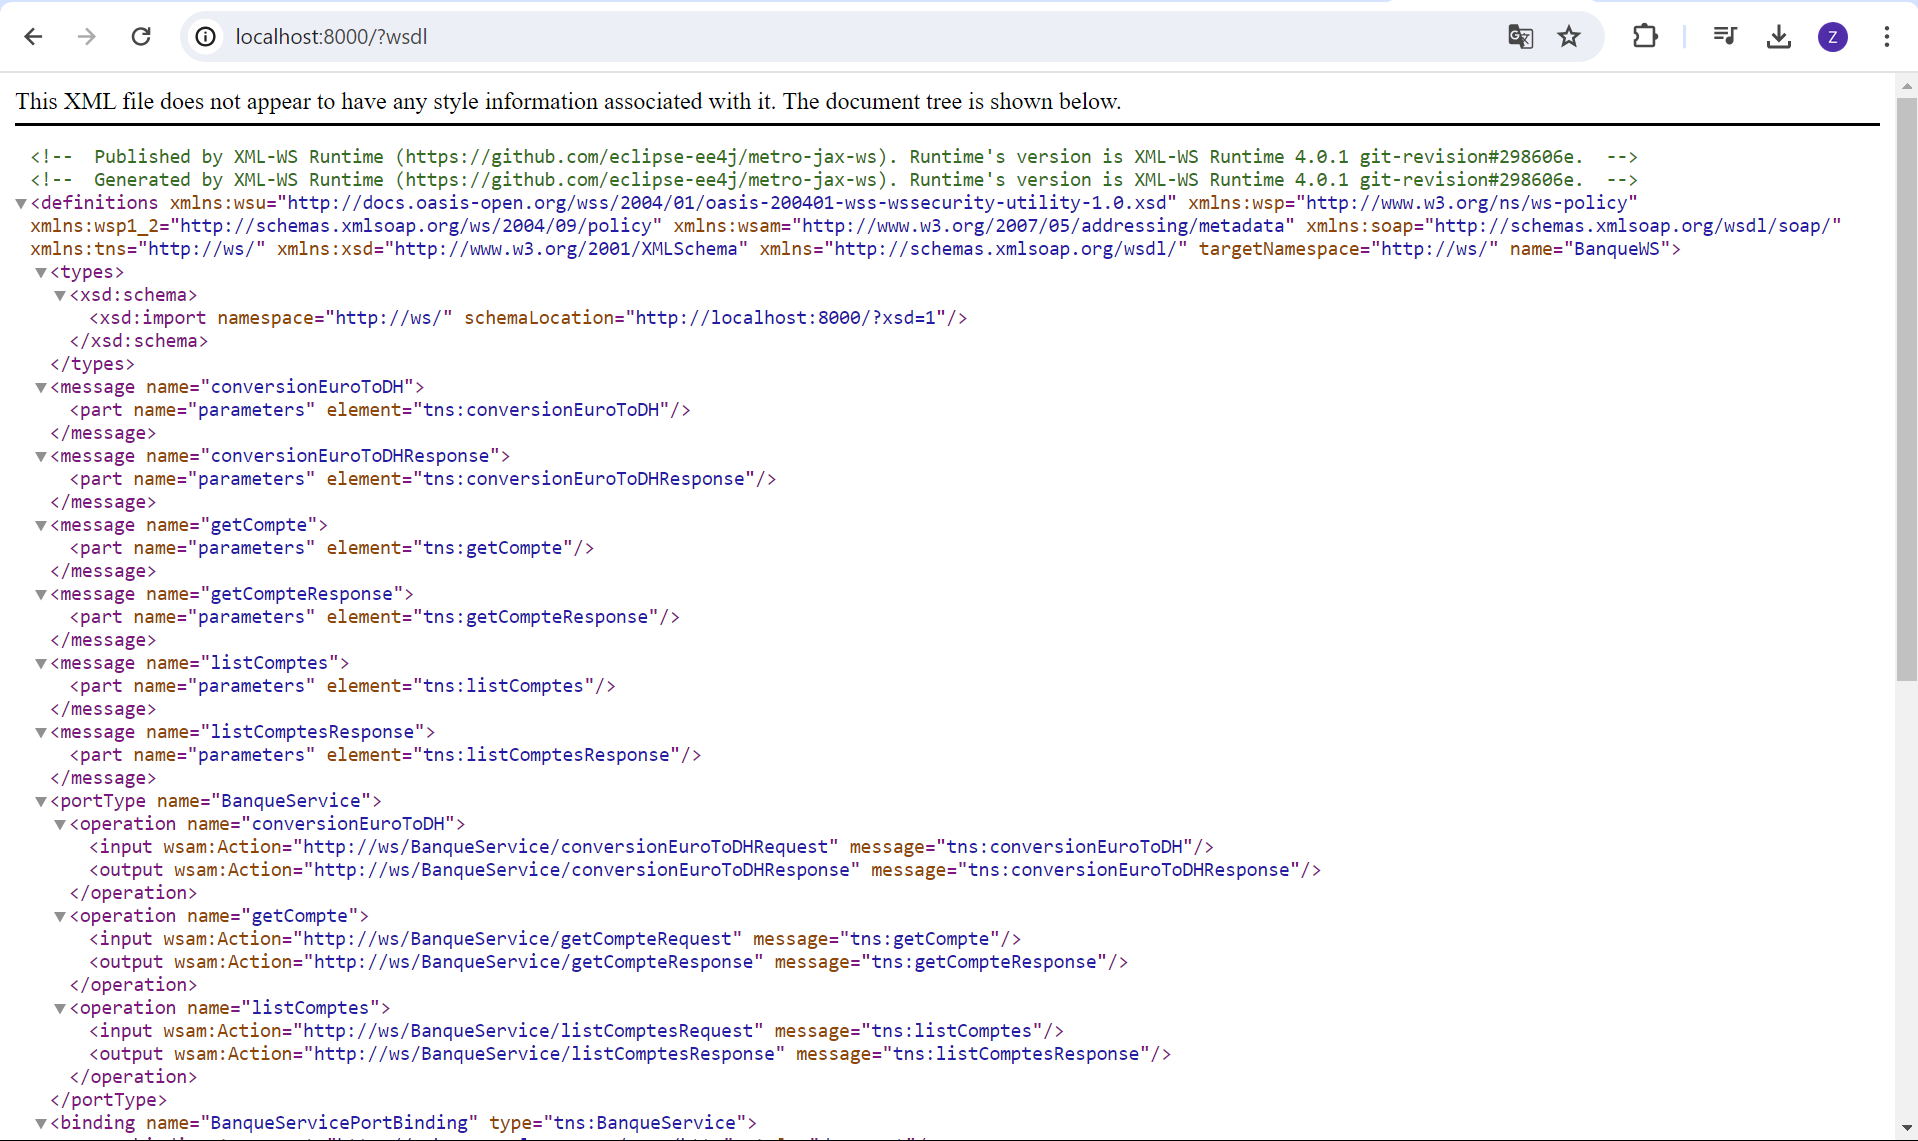 localhost:8000/?wsdl
Z
This XML file does not appear to have any style information associated with it. The document tree is shown below.
<!--  Published by XML-WS Runtime (https://github.com/eclipse-ee4j/metro-jax-ws). Runtime's version is XML-WS Runtime 4.0.1 git-revision#298606e.  -->
<!--  Generated by XML-WS Runtime (https://github.com/eclipse-ee4j/metro-jax-ws). Runtime's version is XML-WS Runtime 4.0.1 git-revision#298606e.  -->
<definitions xmlns:wsu="http://docs.oasis-open.org/wss/2004/01/oasis-200401-wss-wssecurity-utility-1.0.xsd" xmlns:wsp="http://www.w3.org/ns/ws-policy"
xmlns:wsp1_2="http://schemas.xmlsoap.org/ws/2004/09/policy" xmlns:wsam="http://www.w3.org/2007/05/addressing/metadata" xmlns:soap="http://schemas.xmlsoap.org/wsdl/soap/"
xmlns:tns="http://ws/" xmlns:xsd="http://www.w3.org/2001/XMLSchema" xmlns="http://schemas.xmlsoap.org/wsdl/" targetNamespace="http://ws/" name="BanqueWS">
<types>
<xsd:schema>
<xsd:import namespace="http://ws/" schemaLocation="http://localhost:8000/?xsd=1"/>
</xsd:schema>
</types>
<message name="conversionEuroToDH">
<part name="parameters" element="tns:conversionEuroToDH"/>
</message>
<message name="conversionEuroToDHResponse">
<part name="parameters" element="tns:conversionEuroToDHResponse"/>
</message>
<message name="getCompte">
<part name="parameters" element="tns:getCompte"/>
</message>
<message name="getCompteResponse">
<part name="parameters" element="tns:getCompteResponse"/>
</message>
<message name="listComptes">
<part name="parameters" element="tns:listComptes"/>
</message>
<message name="listComptesResponse">
<part name="parameters" element="tns:listComptesResponse"/>
</message>
<portType name="BanqueService">
<operation name="conversionEuroToDH">
<input wsam:Action="http://ws/BanqueService/conversionEuroToDHRequest" message="tns:conversionEuroToDH"/>
<output wsam:Action="http://ws/BanqueService/conversionEuroToDHResponse" message="tns:conversionEuroToDHResponse"/>
</operation>
<operation name="getCompte">
<input wsam:Action="http://ws/BanqueService/getCompteRequest" message="tns:getCompte"/>
<output wsam:Action="http://ws/BanqueService/getCompteResponse" message="tns:getCompteResponse"/>
</operation>
<operation name="listComptes">
<input wsam:Action="http://ws/BanqueService/listComptesRequest" message="tns:listComptes"/>
<output wsam:Action="http://ws/BanqueService/listComptesResponse" message="tns:listComptesResponse"/>
</operation>
</portType>
<binding name="BanqueServicePortBinding" type="tns:BanqueService">